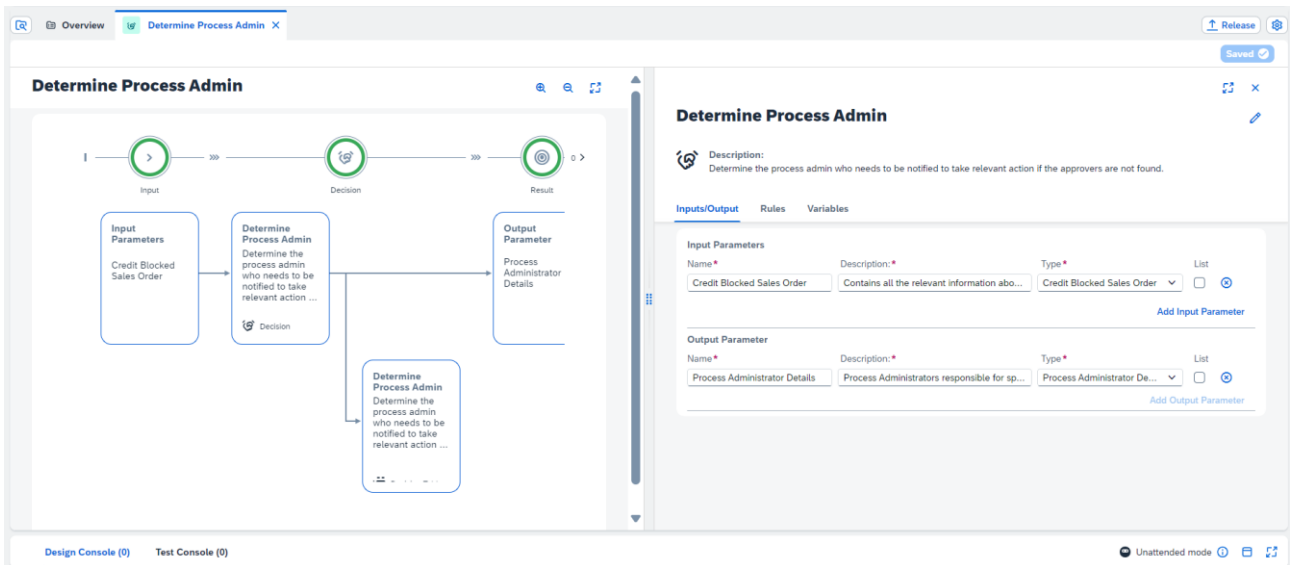 Overview
Determine Process Admin
Release
Saved
Determine Process Admin
Input
Decision
Result
0
Input
Parameters
Credit Blocked
Sales Order
Determine
Process Admin
Determine the
process admin
who needs to be
notified to take
relevant action ...
Decision
Output
Parameter
Process
Administrator
Details
Determine
Process Admin
Determine the
process admin
who needs to be
notified to take
relevant action ...
Determine Process Admin
Description:
Determine the process admin who needs to be notified to take relevant action if the approvers are not found.
Inputs/Output Rules Variables
Input Parameters
Name* Description:* Type* List
Credit Blocked Sales Order Contains all the relevant information abo... Credit Blocked Sales Order
Add Input Parameter
Output Parameter
Name* Description:* Type* List
Process Administrator Details Process Administrators responsible for sp... Process Administrator De...
Add Output Parameter
Design Console (0) Test Console (0)
Unattended mode